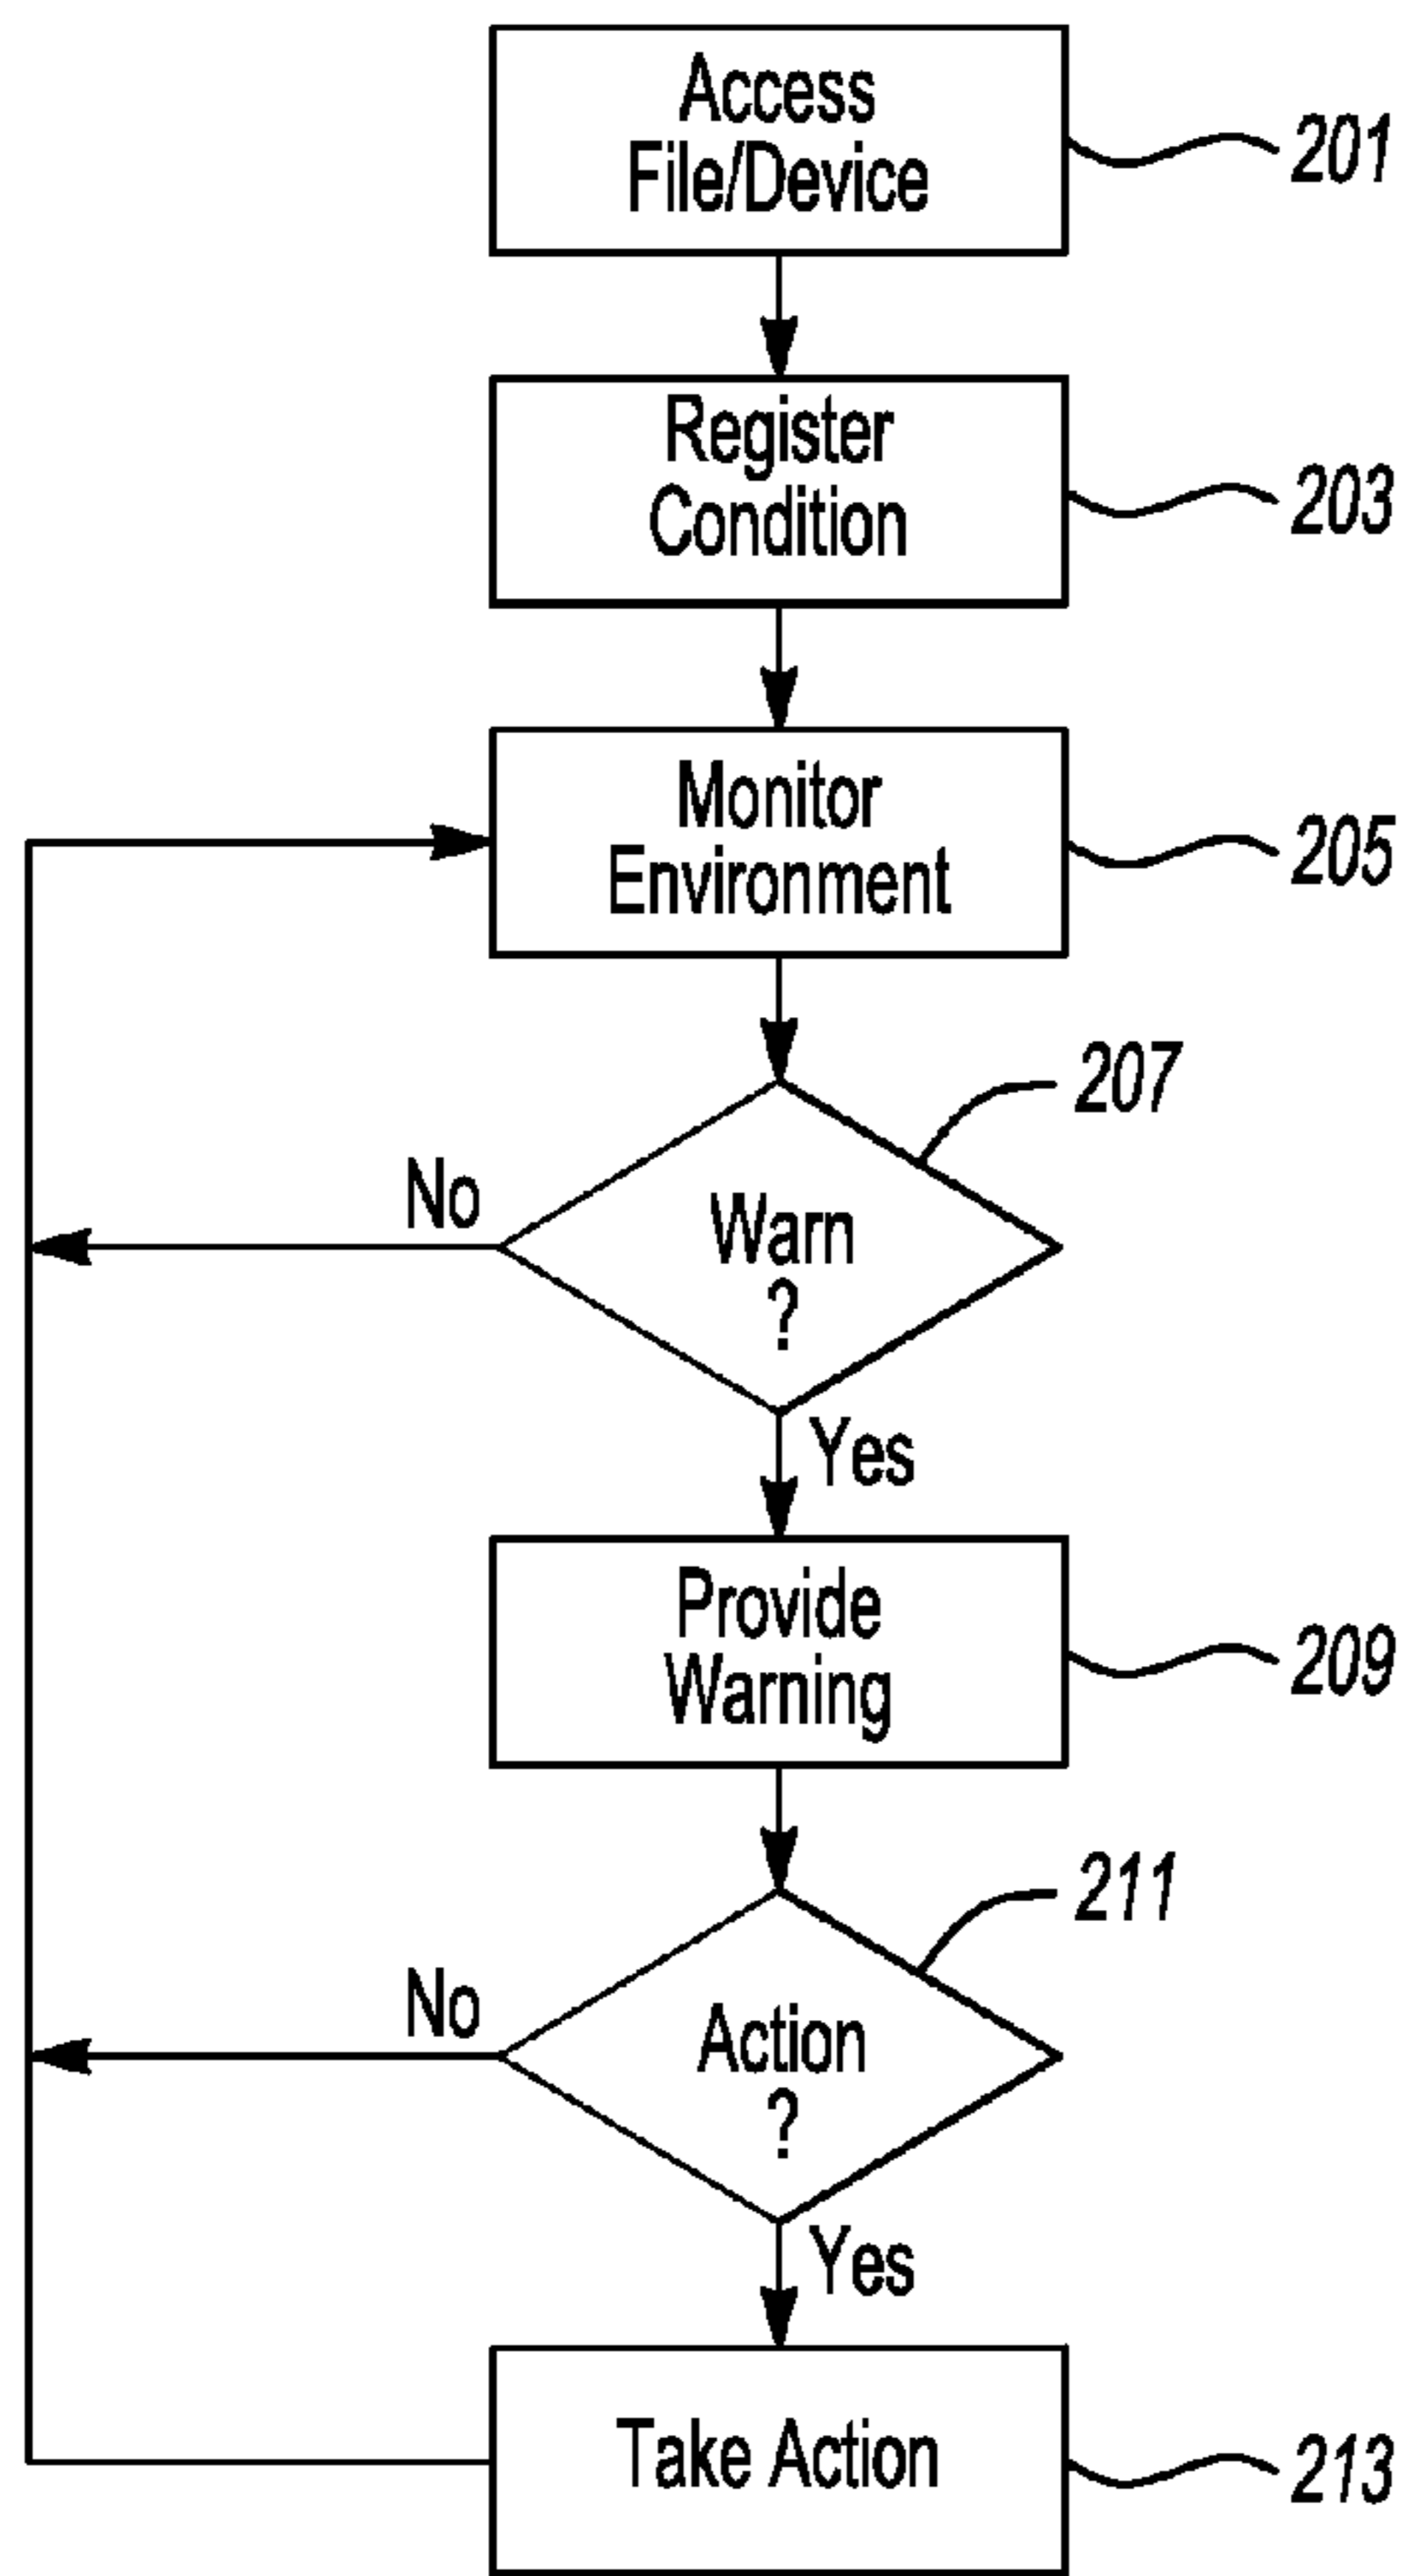 Access
File/Device
201
Register
Condition
203
Monitor
Environment
205
207
No
Warn
?
Yes
Provide
Warning
209
211
No
Action
?
Yes
Take Action
213